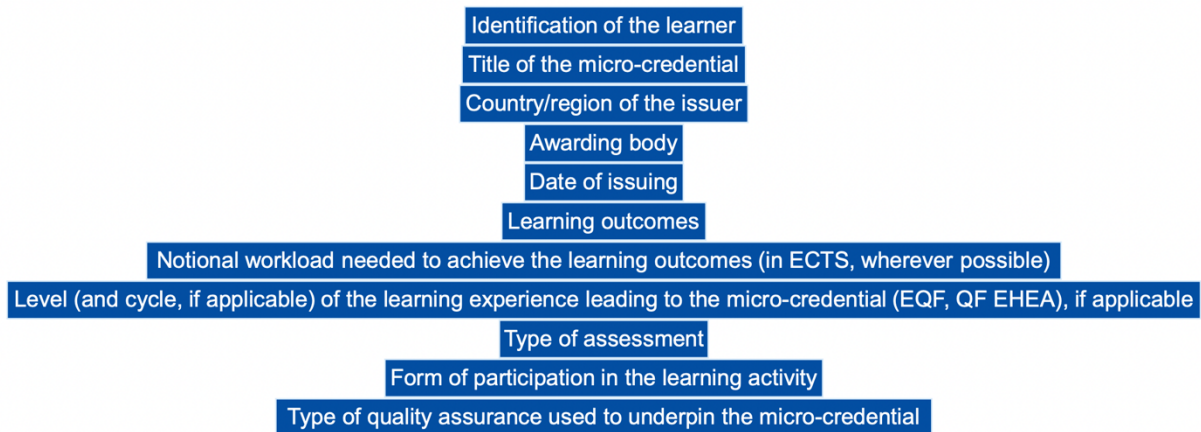 Identification of the learner
Title of the micro-credential
Country/region of the issuer
Awarding body
Date of issuing
Learning outcomes
Notional workload needed to achieve the learning outcomes (in ECTS, wherever possible)
Level (and cycle, if applicable) of the learning experience leading to the micro-credential (EQF, QF EHEA), if applicable
Type of assessment
Form of participation in the learning activity
Type of quality assurance used to underpin the micro-credential